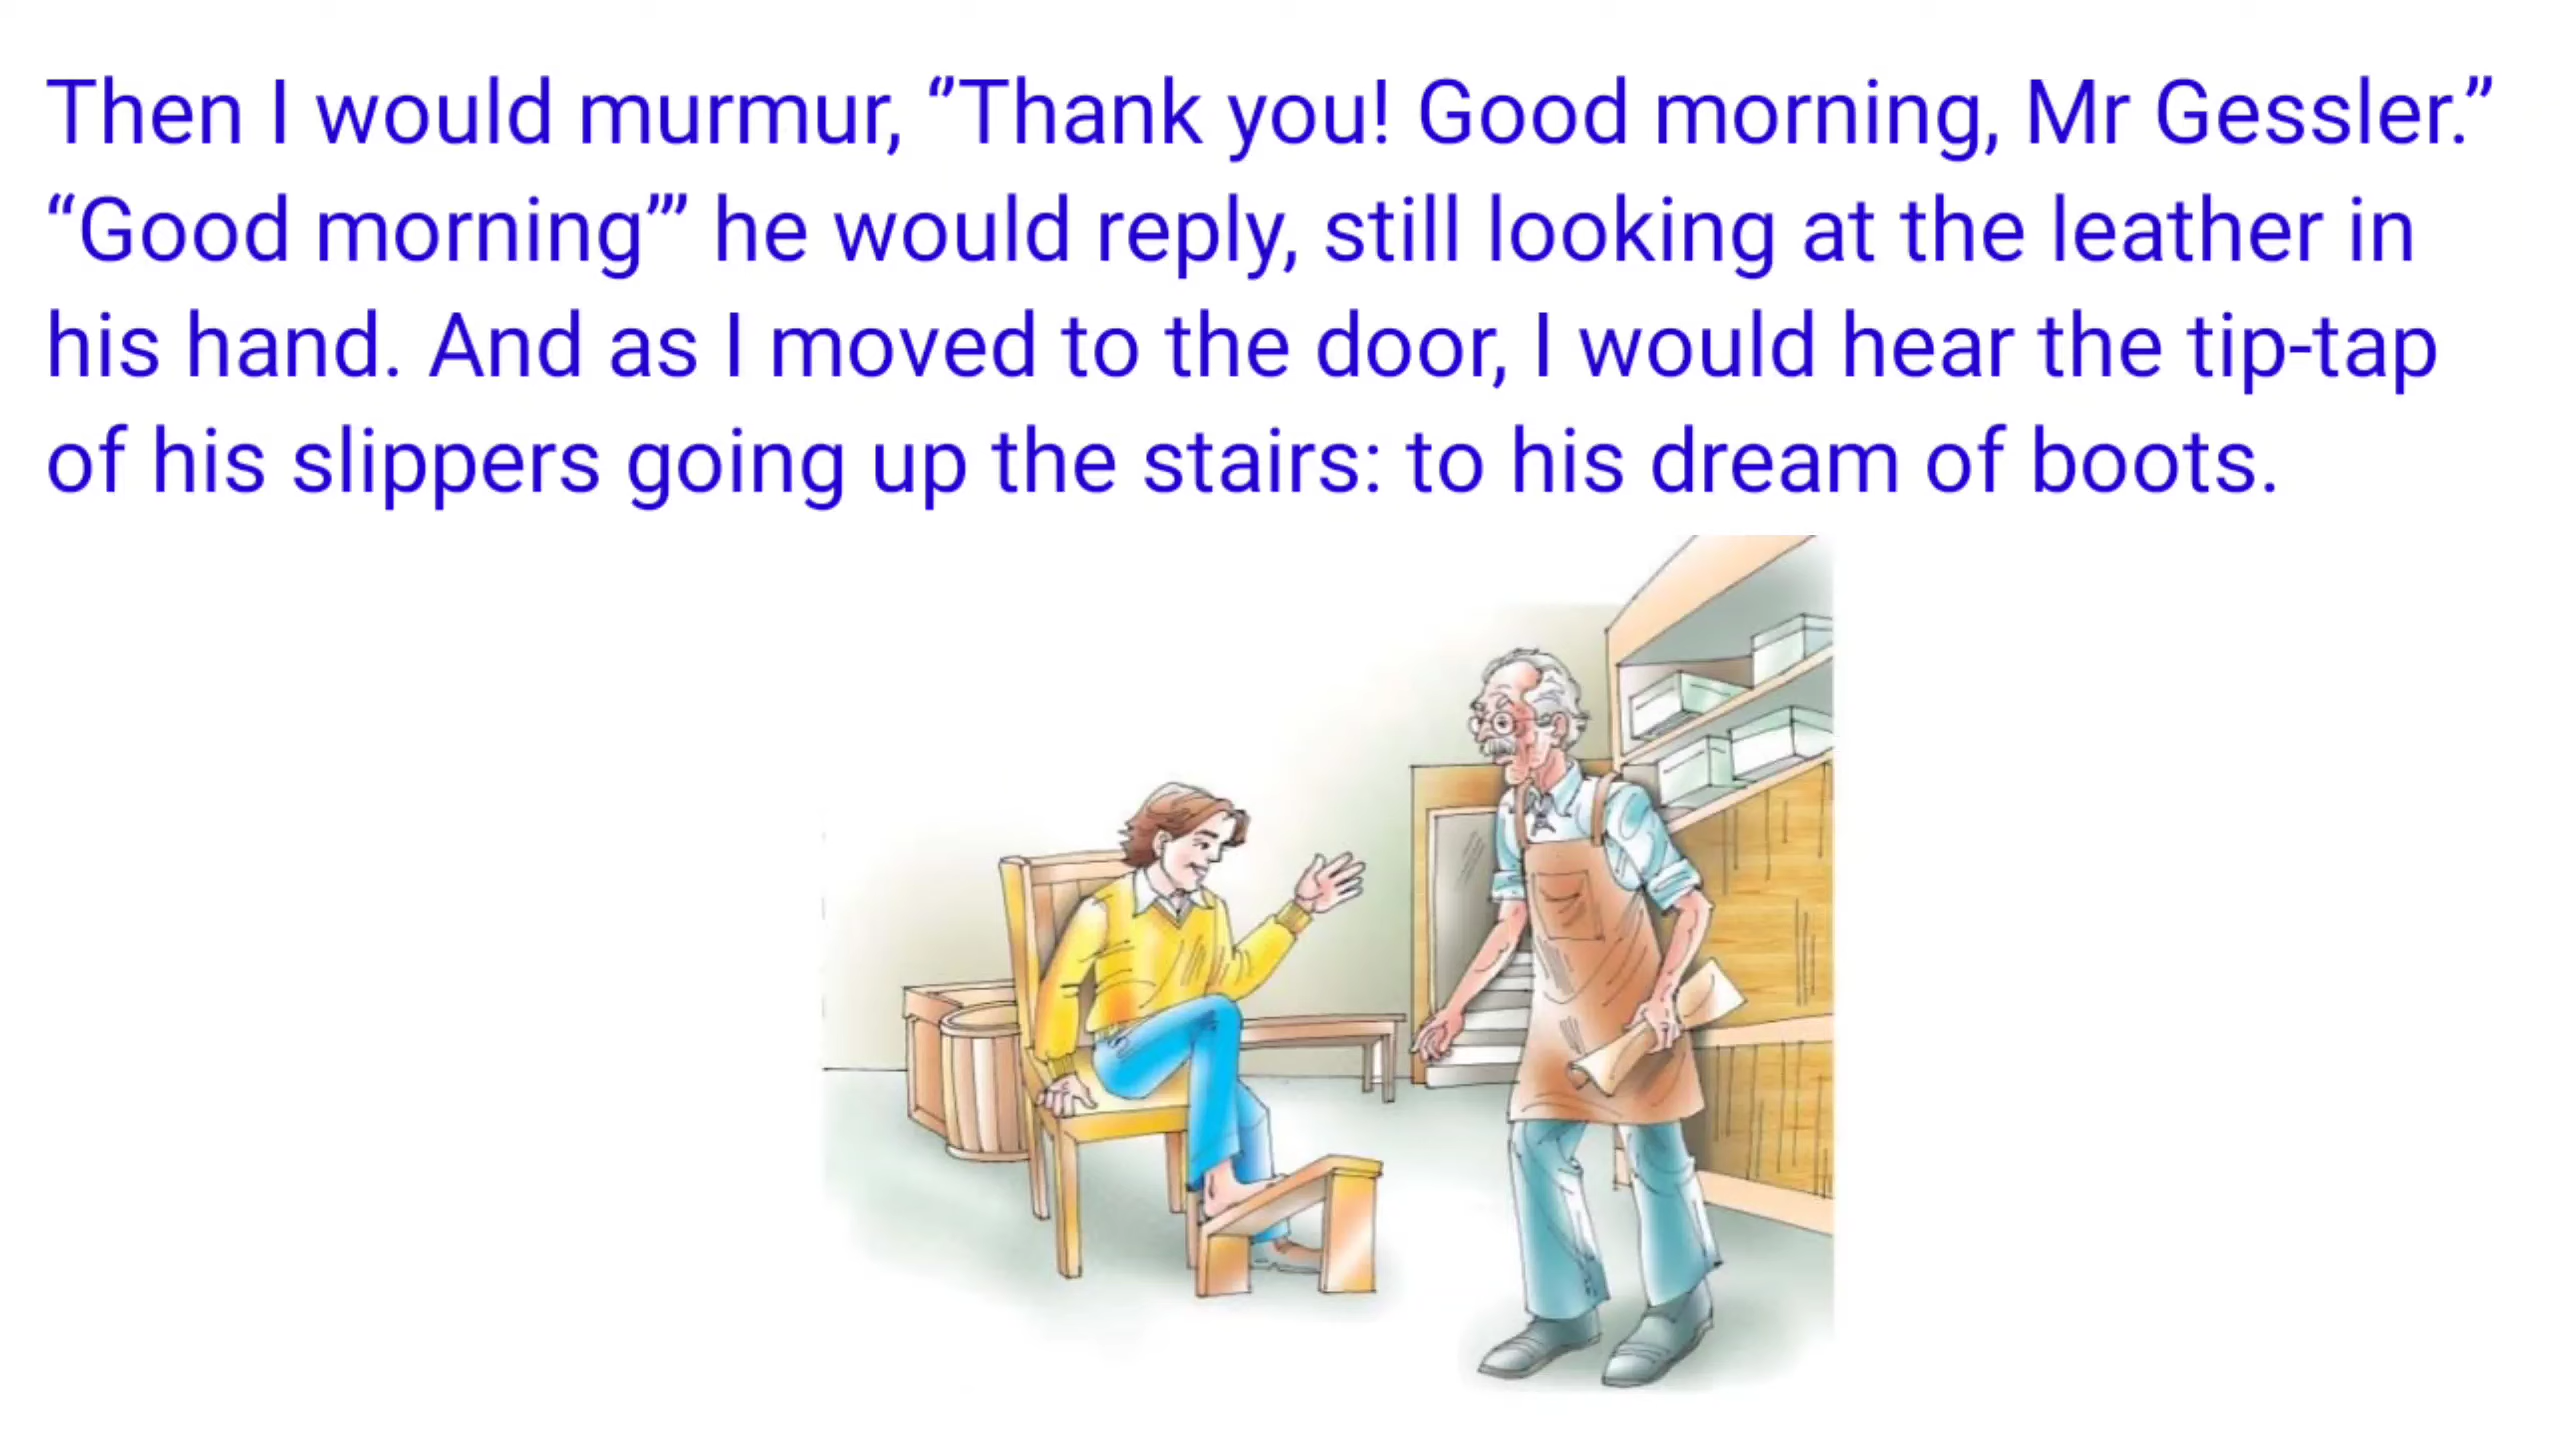 Then I would murmur, “Thank you! Good morning, Mr Gessler.”
“Good morning”’ he would reply, still looking at the leather in
his hand. And as I moved to the door, I would hear the tip-tap
of his slippers going up the stairs: to his dream of boots.